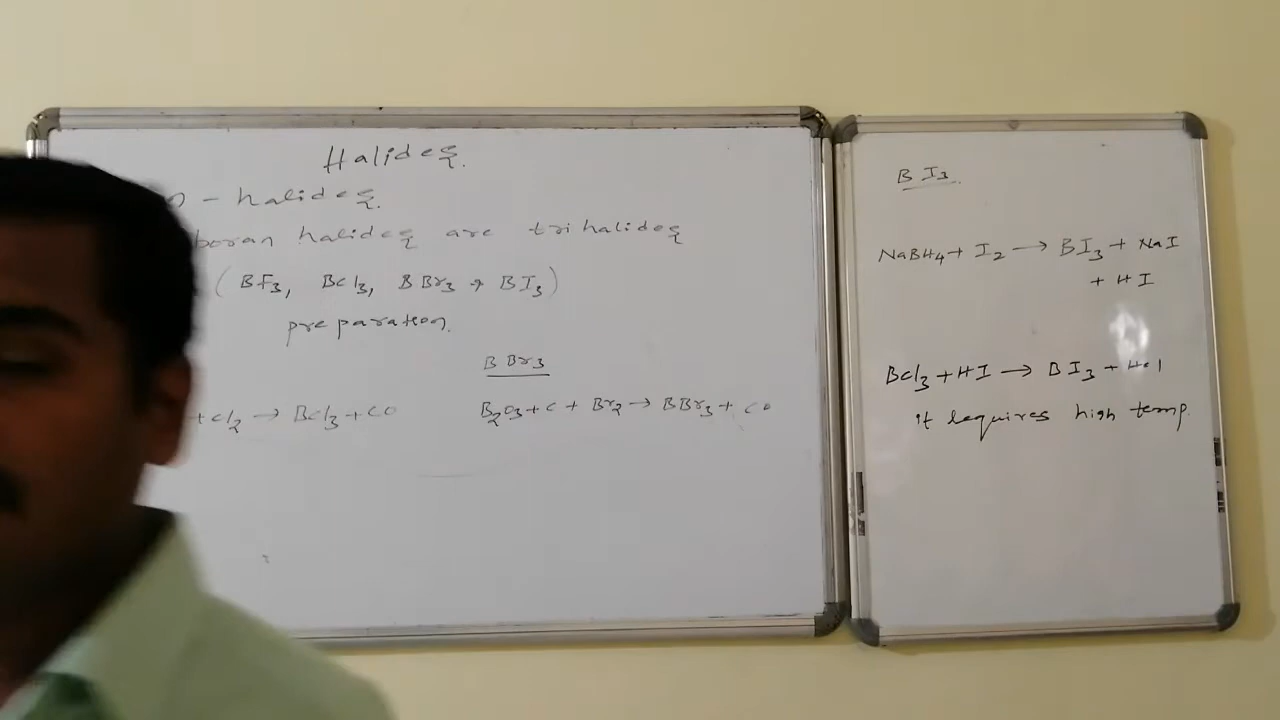 Halides.
- halides.
boran halides are trihalides
(BF3, Bcl3, BBr3 & BI3)
preparation.
BBr3
+ cl2 → Bcl3 + CO
B2O3 + C + Br2 → BBr3 + CO
BI3
NaBH4 + I2 → BI3 + NaI
+ HI
Bcl3 + HI → BI3 + Hcl
it requires high temp.